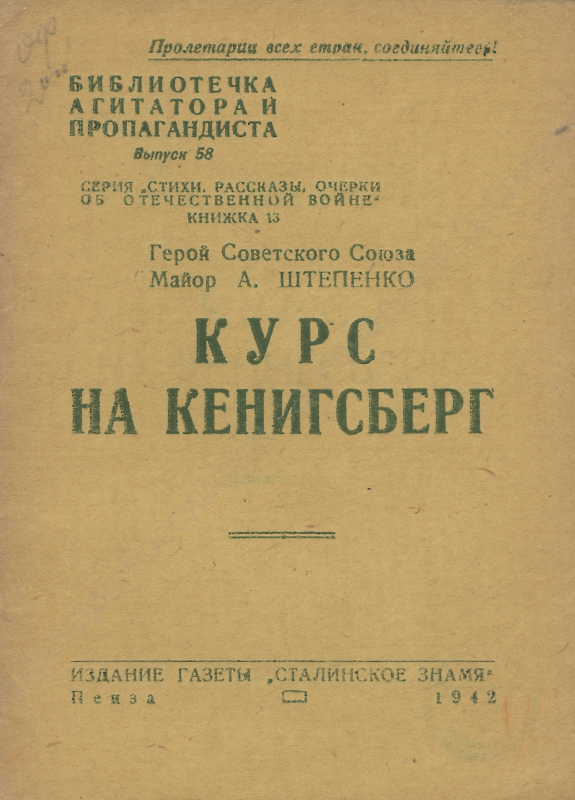 Пролетарии всех стран, соединяйтесь!
БИБЛИОТЕЧКА
АГИТАТОРА И
ПРОПАГАНДИСТА
Выпуск 58
СЕРИЯ „СТИХИ, РАССКАЗЫ, ОЧЕРКИ
ОБ ОТЕЧЕСТВЕННОЙ ВОЙНЕ“
КНИЖКА 13
Герой Советского Союза
Майор А. ШТЕПЕНКО
КУРС
НА КЕНИГСБЕРГ
ИЗДАНИЕ ГАЗЕТЫ „СТАЛИНСКОЕ ЗНАМЯ“
Пенза 1942